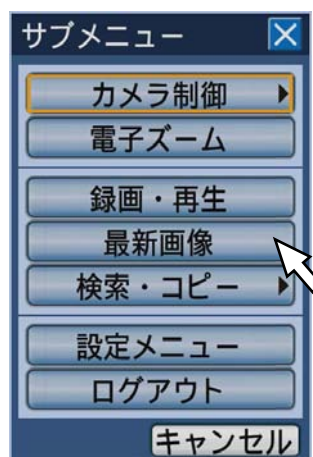 サブメニュー
カメラ制御
電子ズーム
録画・再生
最新画像
検索・コピー
設定メニュー
ログアウト
キャンセル